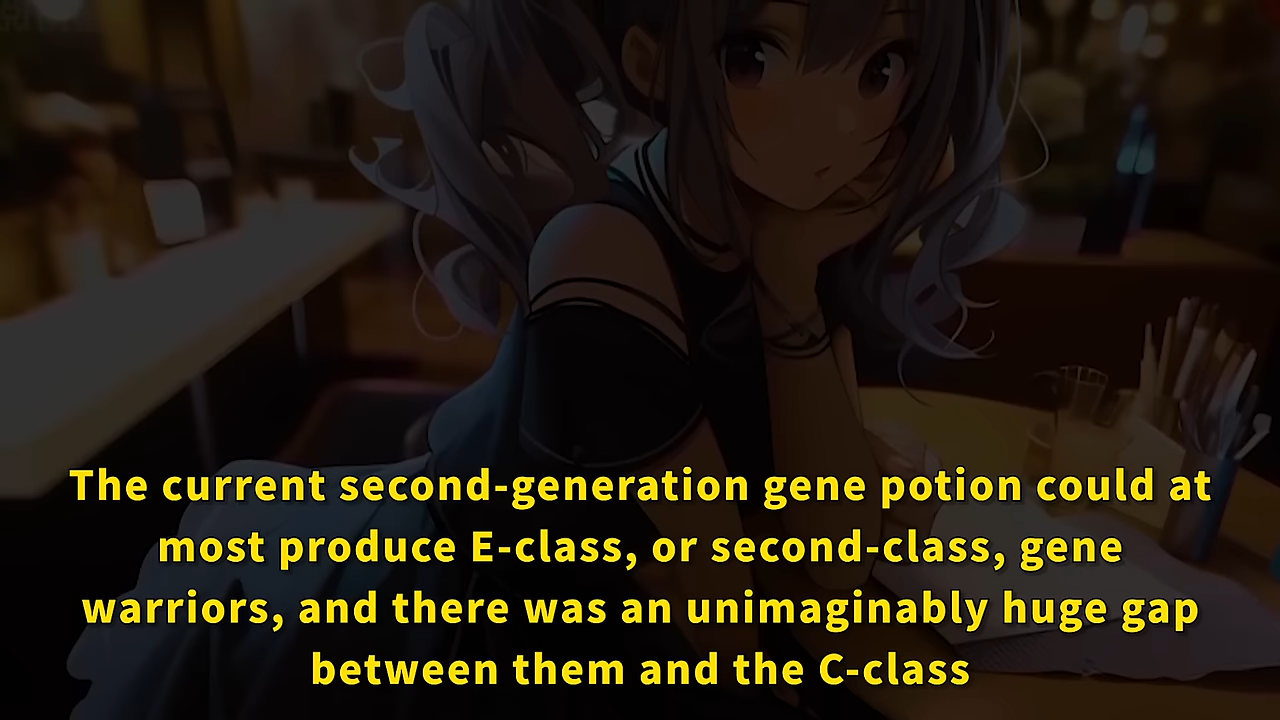 The current second-generation gene potion could at
most produce E-class, or second-class, gene
warriors, and there was an unimaginably huge gap
between them and the C-class